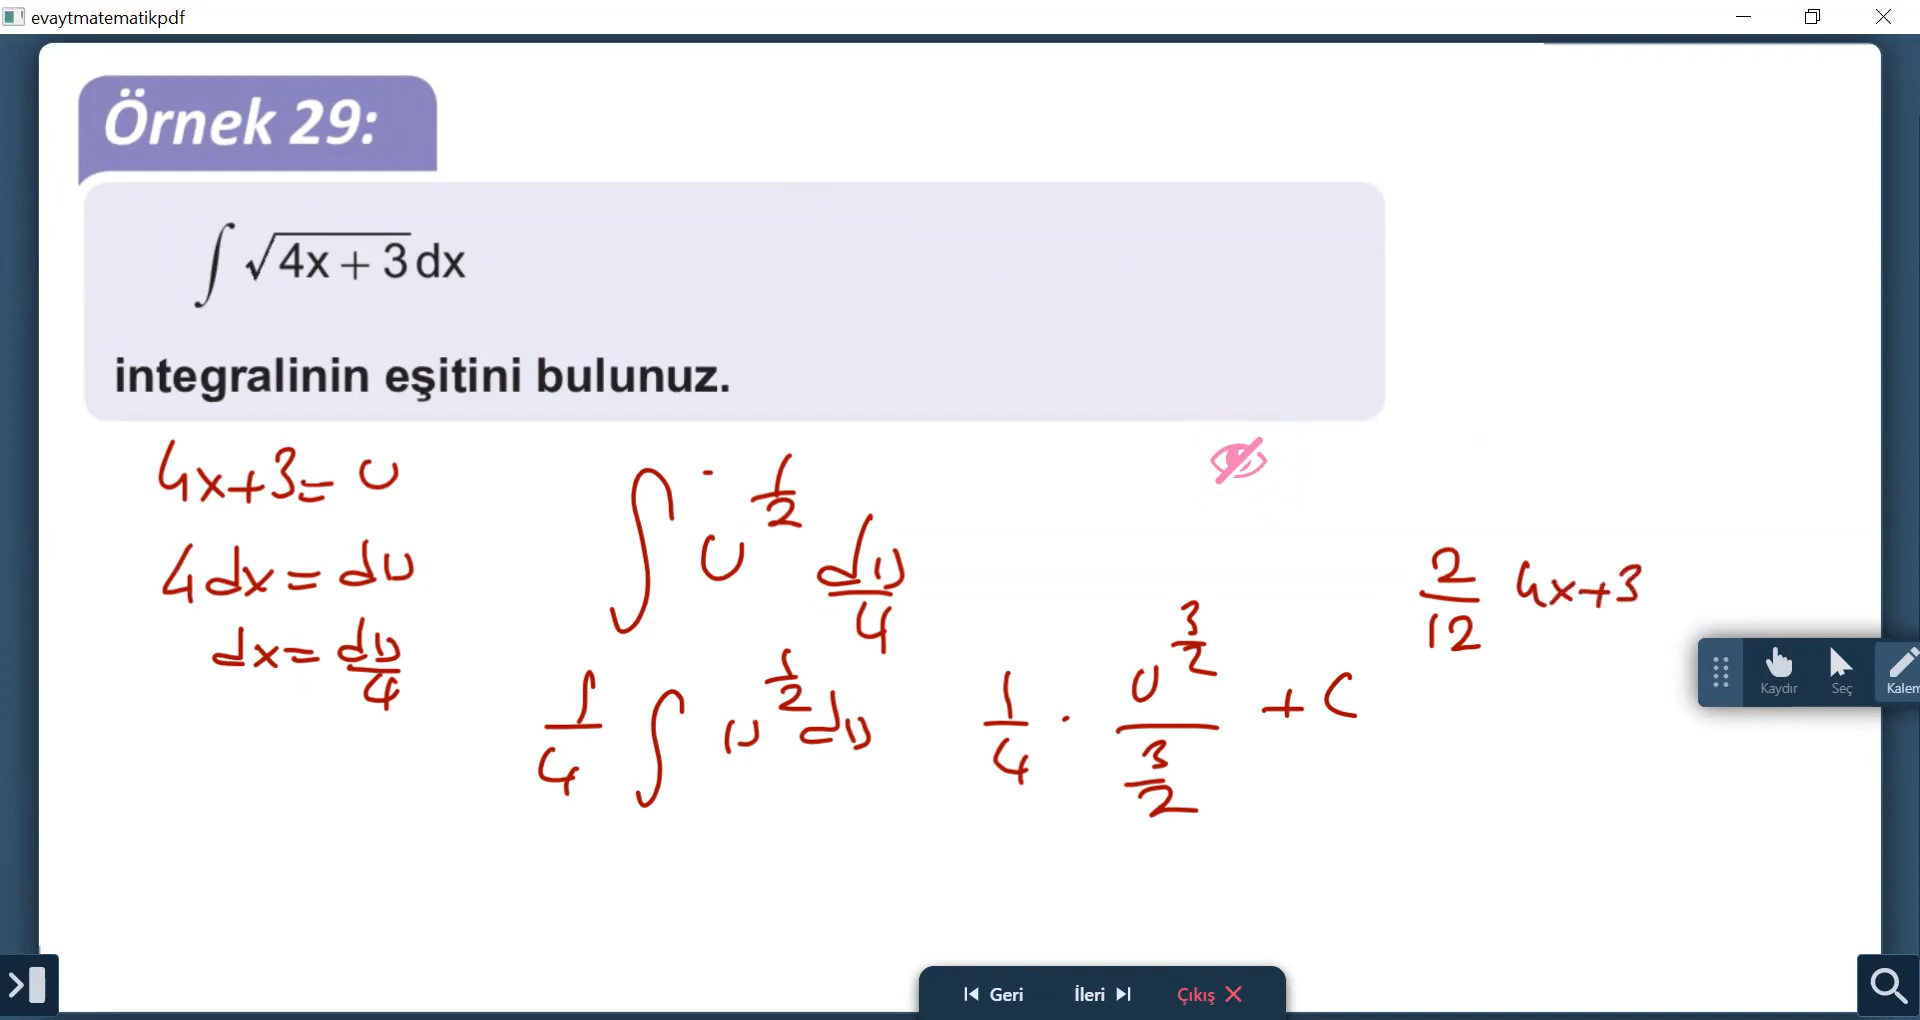 evaytmatematikpdf
Örnek 29:
∫ √(4x + 3) dx
integralinin eşitini bulunuz.
4x+3 = u
4dx = du
dx = du/4
∫ u^(1/2) du/4
1/4 ∫ u^(1/2) du
1/4 · u^(3/2) / (3/2) + C
2/12 4x+3
Kaydır
Seç
Kalem
Geri
İleri
Çıkış